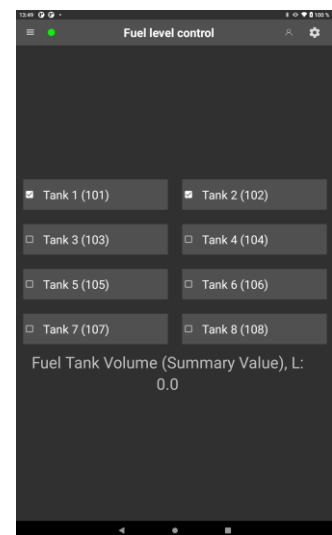 13:49
100 %
Fuel level control
Tank 1 (101)
Tank 2 (102)
Tank 3 (103)
Tank 4 (104)
Tank 5 (105)
Tank 6 (106)
Tank 7 (107)
Tank 8 (108)
Fuel Tank Volume (Summary Value), L:
0.0